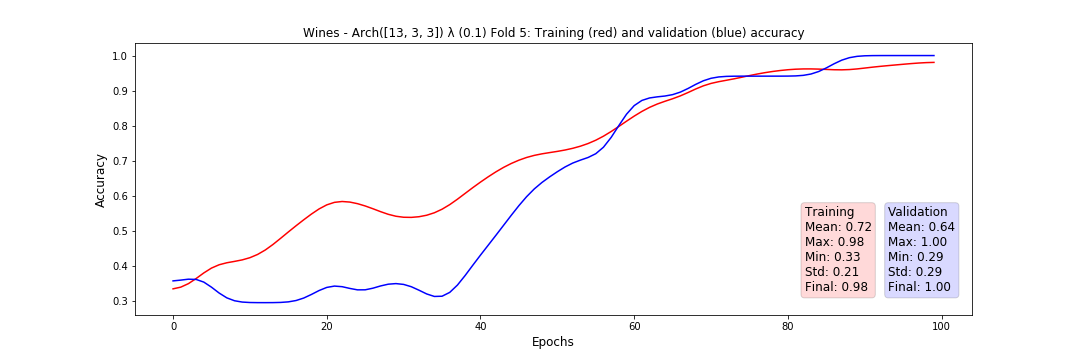 Wines - Arch([13, 3, 3]) λ (0.1) Fold 5: Training (red) and validation (blue) accuracy
Accuracy
1.0
0.9
0.8
0.7
0.6
0.5
0.4
0.3
Training
Mean: 0.72
Max: 0.98
Min: 0.33
Std: 0.21
Final: 0.98
Validation
Mean: 0.64
Max: 1.00
Min: 0.29
Std: 0.29
Final: 1.00
0 20 40 60 80 100
Epochs